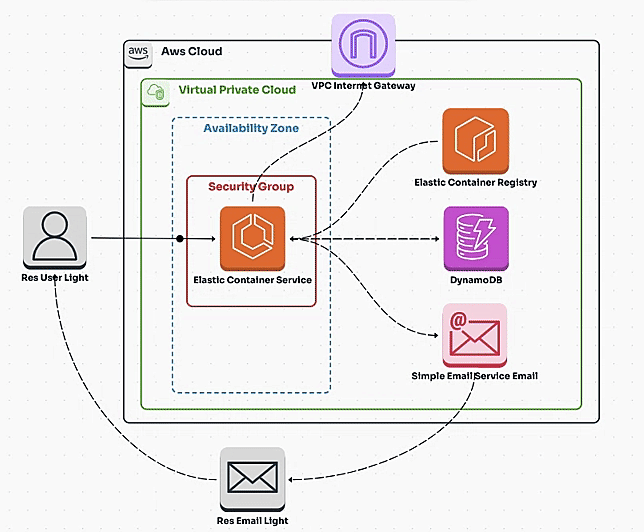 aws
Aws Cloud
VPC Internet Gateway
Virtual Private Cloud
Availability Zone
Elastic Container Registry
Security Group
Res User Light
Elastic Container Service
DynamoDB
@
Simple Email Service Email
Res Email Light